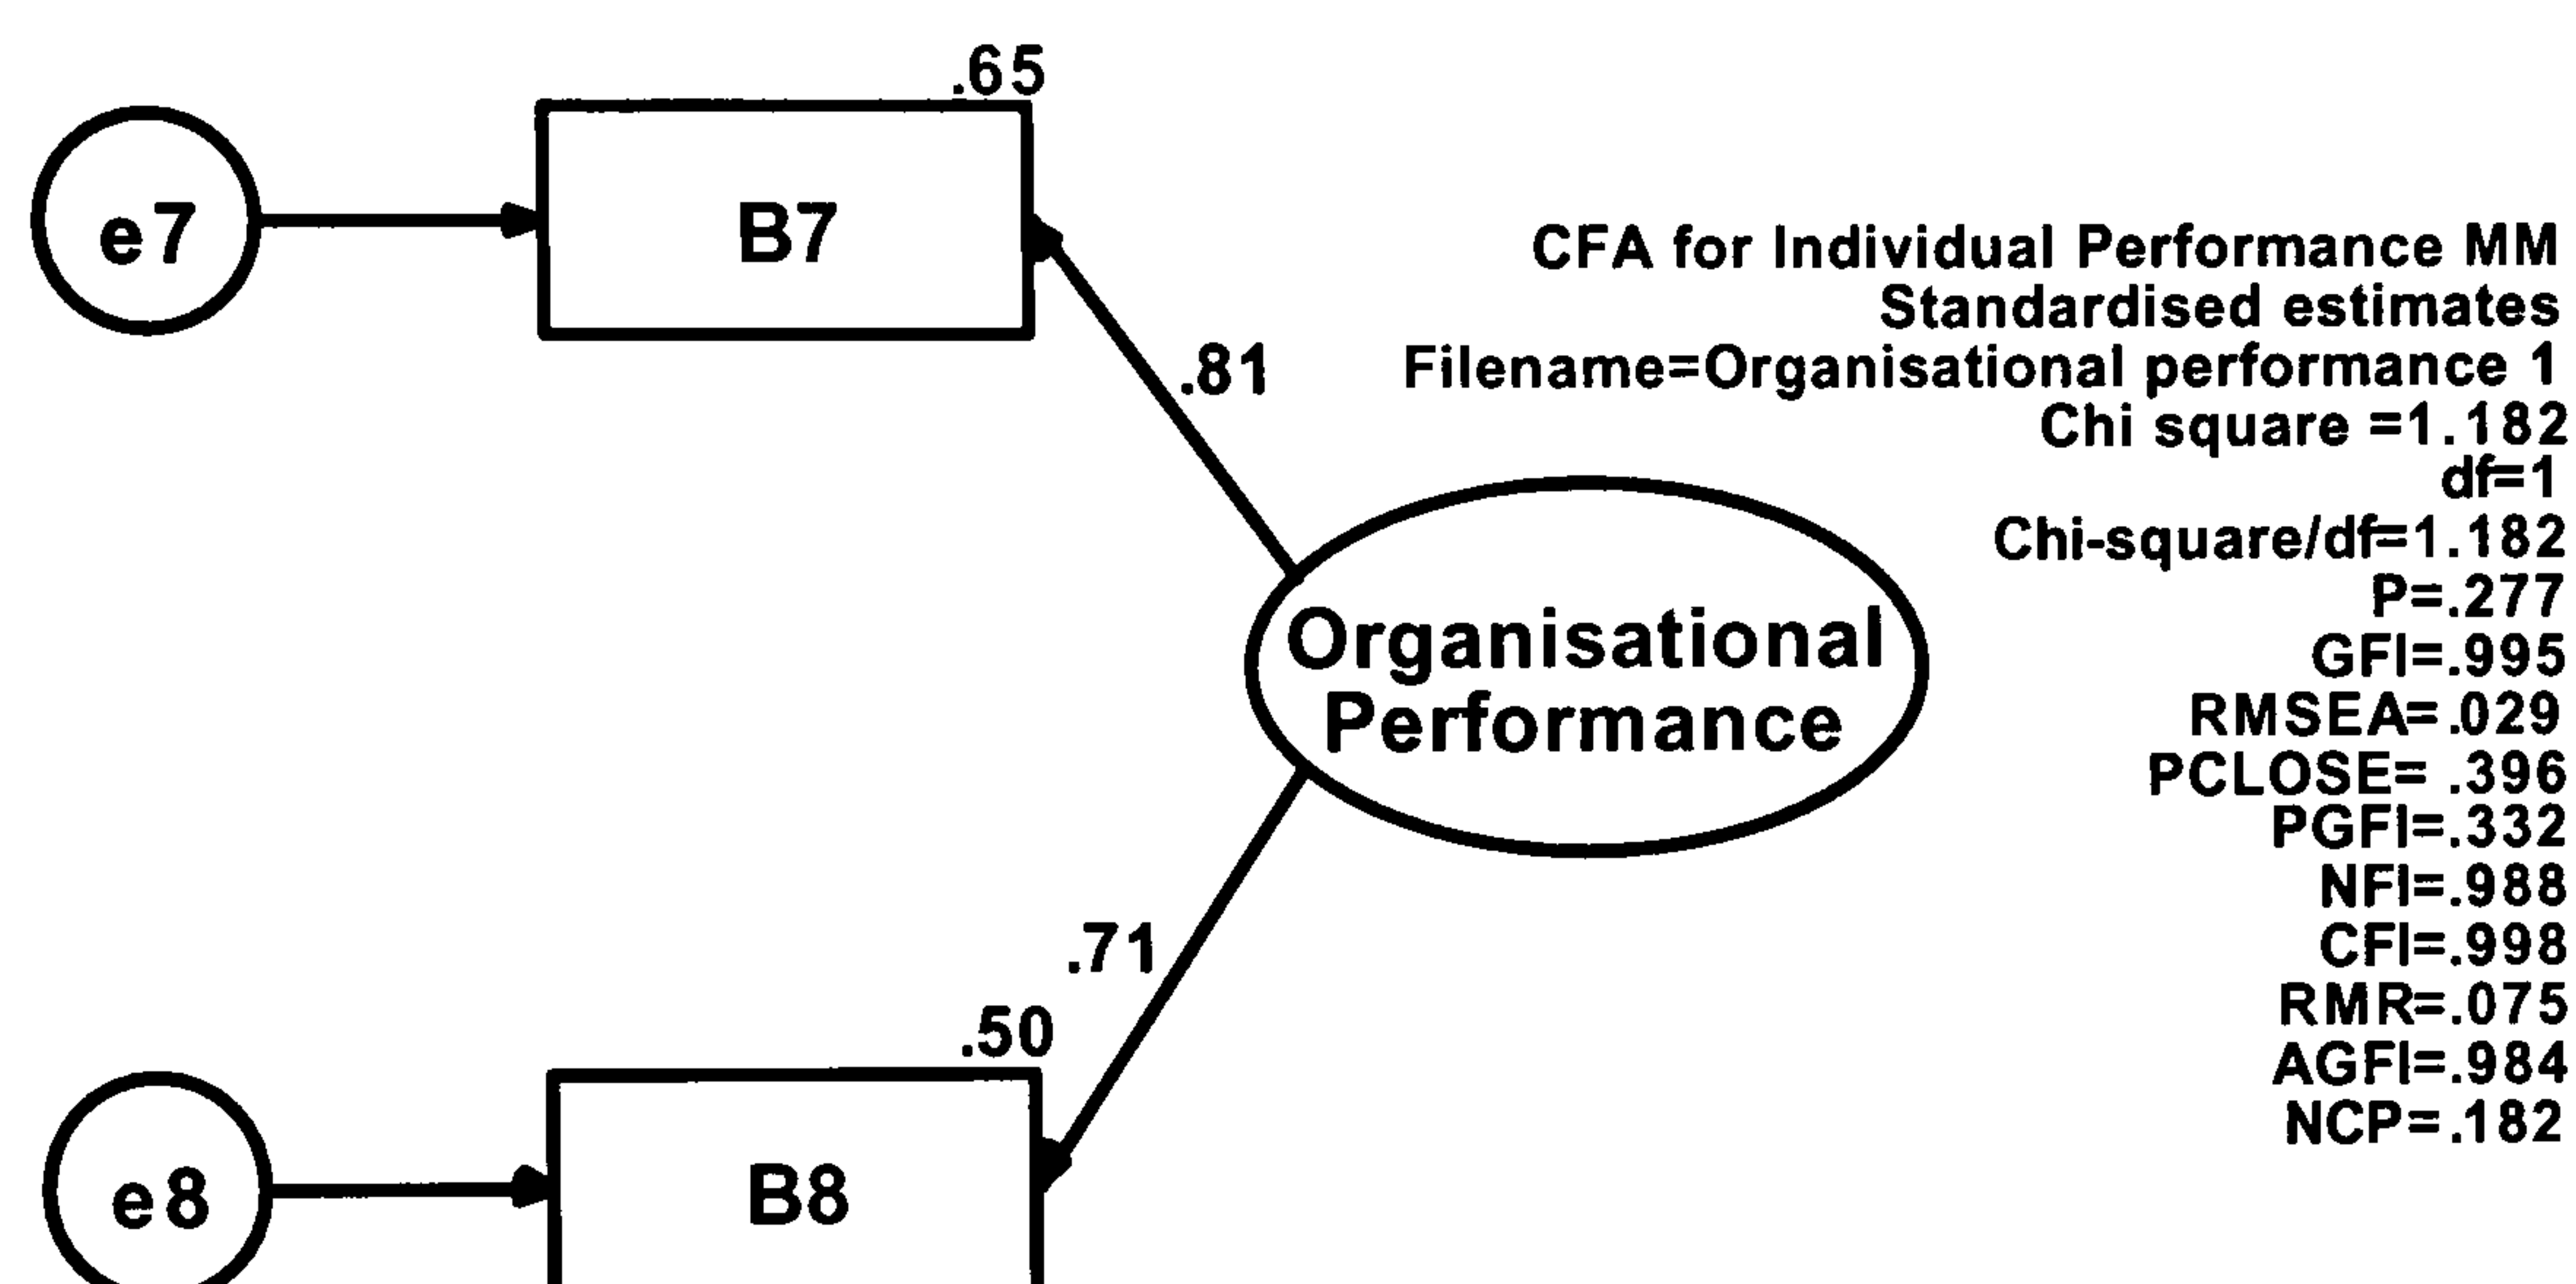 .65
e7
B7
.81
CFA for Individual Performance MM
Standardised estimates
Filename=Organisational performance 1
Chi square =1.182
df=1
Chi-square/df=1.182
P=.277
GFI=.995
RMSEA=.029
PCLOSE= .396
PGFI=.332
NFI=.988
CFI=.998
RMR=.075
AGFI=.984
NCP=.182
Organisational
Performance
.71
.50
e8
B8